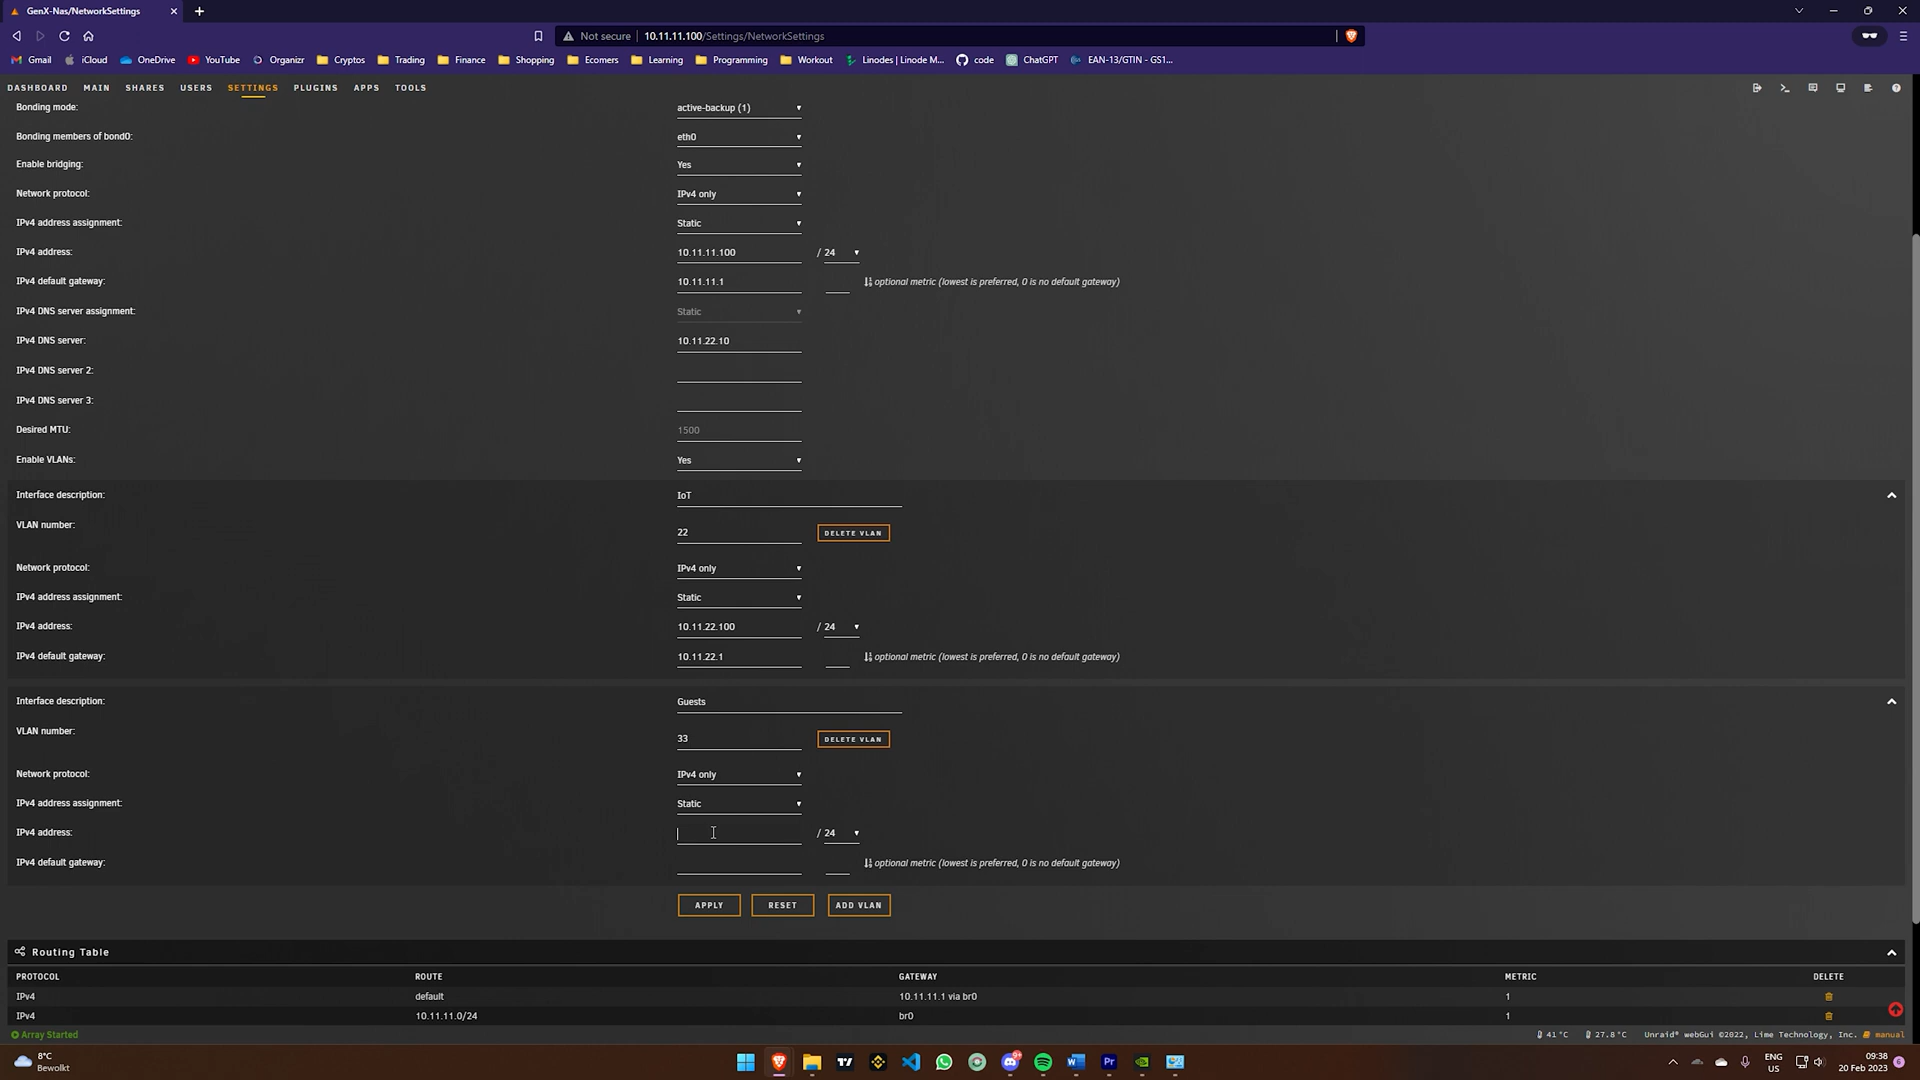 GenX-Nas/NetworkSettings
Not secure 10.11.11.100/Settings/NetworkSettings
Gmail iCloud OneDrive YouTube Organizr Cryptos Trading Finance Shopping Ecomers Learning Programming Workout Linodes | Linode M... code ChatGPT EAN-13/GTIN - GS1...
DASHBOARD MAIN SHARES USERS SETTINGS PLUGINS APPS TOOLS
Bonding mode: active-backup (1)
Bonding members of bond0: eth0
Enable bridging: Yes
Network protocol: IPv4 only
IPv4 address assignment: Static
IPv4 address: 10.11.11.100 / 24
IPv4 default gateway: 10.11.11.1 optional metric (lowest is preferred, 0 is no default gateway)
IPv4 DNS server assignment: Static
IPv4 DNS server: 10.11.22.10
IPv4 DNS server 2:
IPv4 DNS server 3:
Desired MTU: 1500
Enable VLANs: Yes
Interface description: IoT
VLAN number: 22 DELETE VLAN
Network protocol: IPv4 only
IPv4 address assignment: Static
IPv4 address: 10.11.22.100 / 24
IPv4 default gateway: 10.11.22.1 optional metric (lowest is preferred, 0 is no default gateway)
Interface description: Guests
VLAN number: 33 DELETE VLAN
Network protocol: IPv4 only
IPv4 address assignment: Static
IPv4 address: / 24
IPv4 default gateway: optional metric (lowest is preferred, 0 is no default gateway)
APPLY RESET ADD VLAN
Routing Table
PROTOCOL ROUTE GATEWAY METRIC DELETE
IPv4 default 10.11.11.1 via br0 1
IPv4 10.11.11.0/24 br0 1
Array Started 41 °C 27.8 °C Unraid® webGui ©2022, Lime Technology, Inc. manual
8°C
Bewolkt
ENG
US
09:38
20 Feb 2023
6